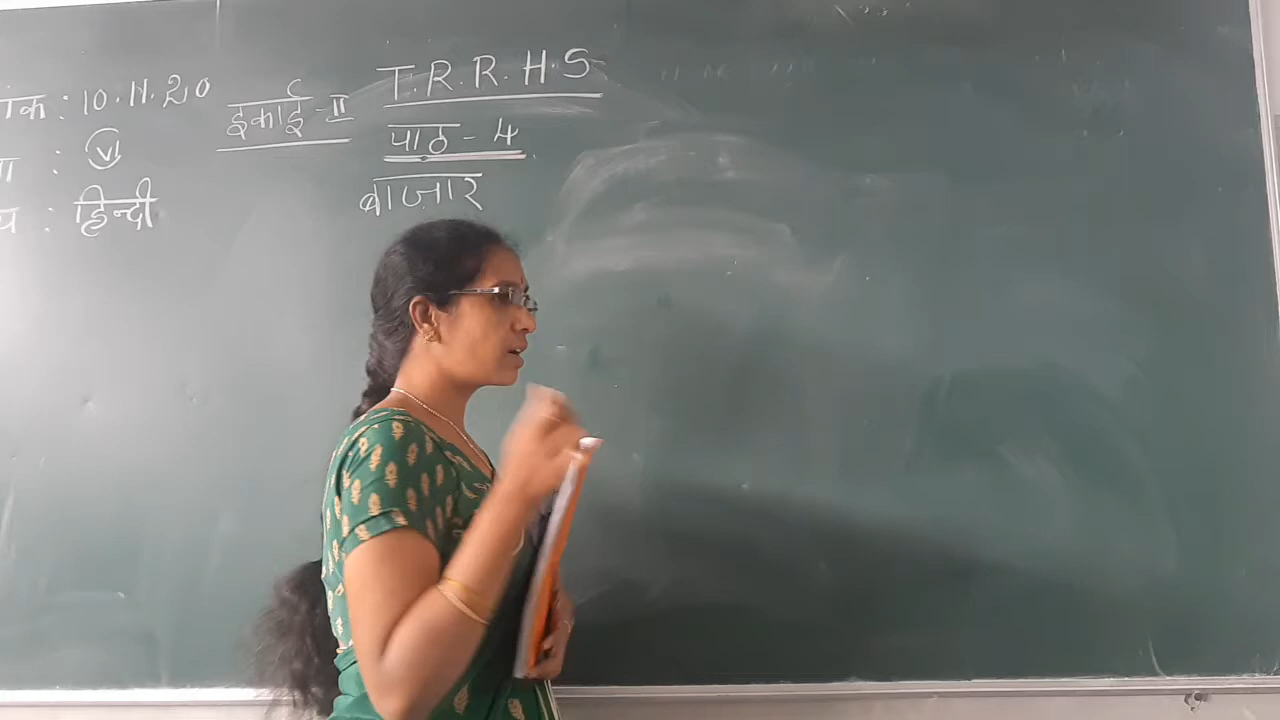 T.R.R.H.S
ांक : 10.11.20
इकाई-II
पाठ - 4
ा : VI
बाज़ार
य : हिन्दी